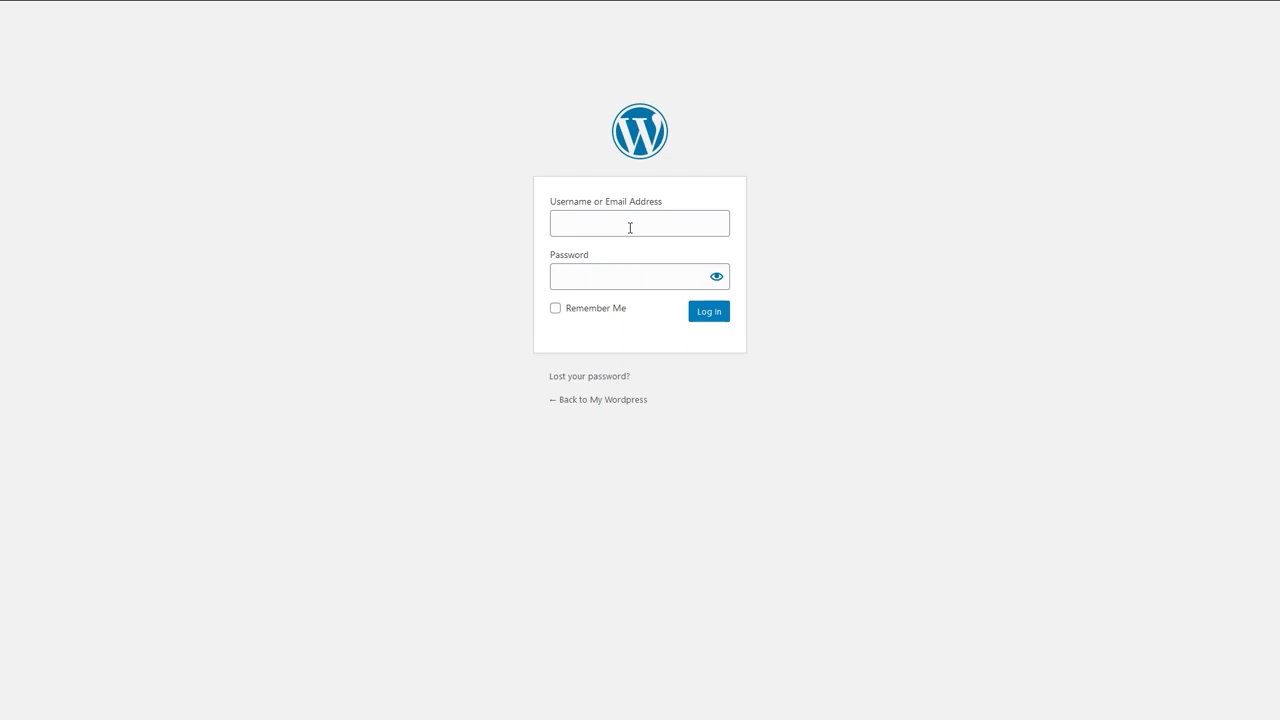 Username or Email Address
Password
Remember Me
Log In
Lost your password?
← Back to My Wordpress